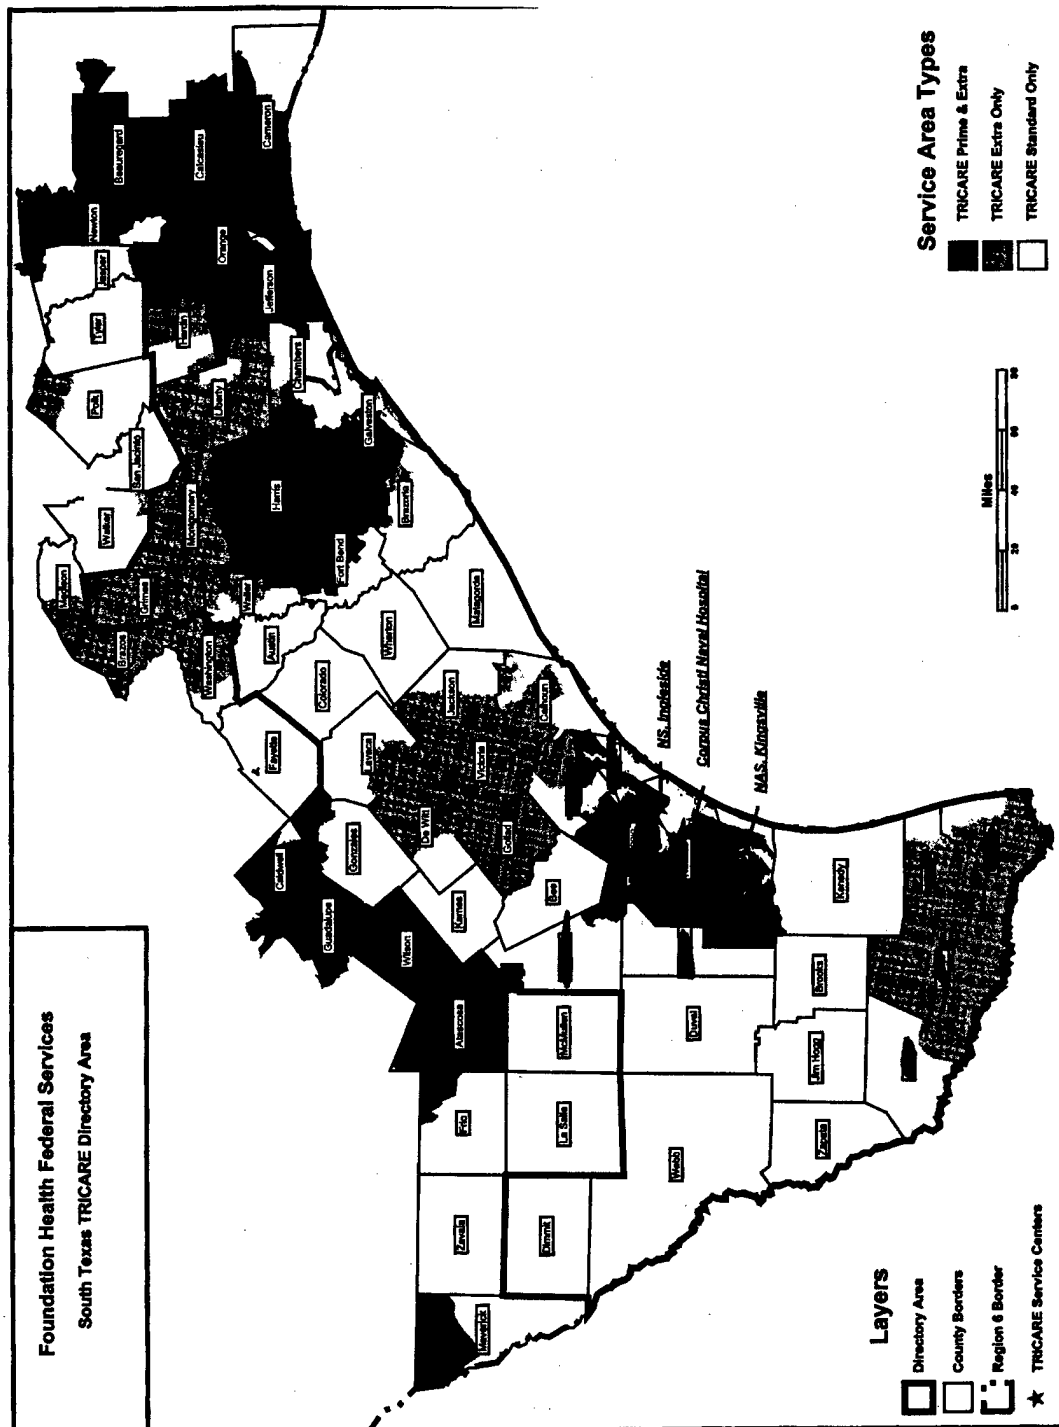 Foundation Health Federal Services
South Texas TRICARE Directory Area
Beauregard
Newton
Calcasieu
Cameron
Orange
Jasper
Tyler
Jefferson
Hardin
Polk
Chambers
Liberty
San Jacinto
Galveston
Walker
Montgomery
Harris
Brazoria
Madison
Grimes
Fort Bend
Waller
Brazos
Washington
Austin
Matagorda
Wharton
Colorado
Jackson
Calhoun
Fayette
Lavaca
Victoria
De Witt
Caldwell
Gonzales
Goliad
Guadalupe
Karnes
Bee
Wilson
Kenedy
Atascosa
McMullen
Duval
Brooks
Jim Hogg
Frio
La Salle
Webb
Zapata
Zavala
Dimmit
Maverick
NS. Ingleside
Corpus Christi Naval Hospital
NAS. Kingsville
Service Area Types
TRICARE Prime & Extra
TRICARE Extra Only
TRICARE Standard Only
Miles
0 20 40 60 80
Layers
Directory Area
County Borders
Region 6 Border
TRICARE Service Centers